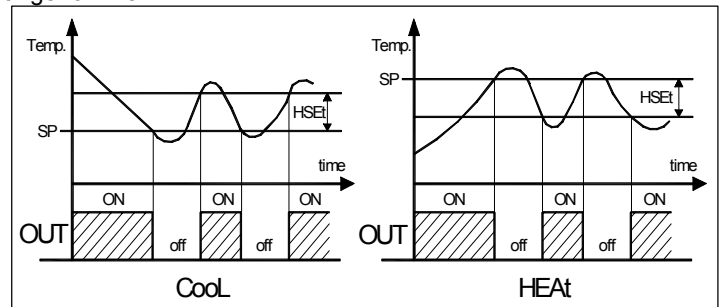 Temp.
HSEt
SP
time
ON
ON
ON
OUT
off
off
CooL
Temp.
SP
HSEt
time
ON
ON
ON
OUT
off
off
HEAt